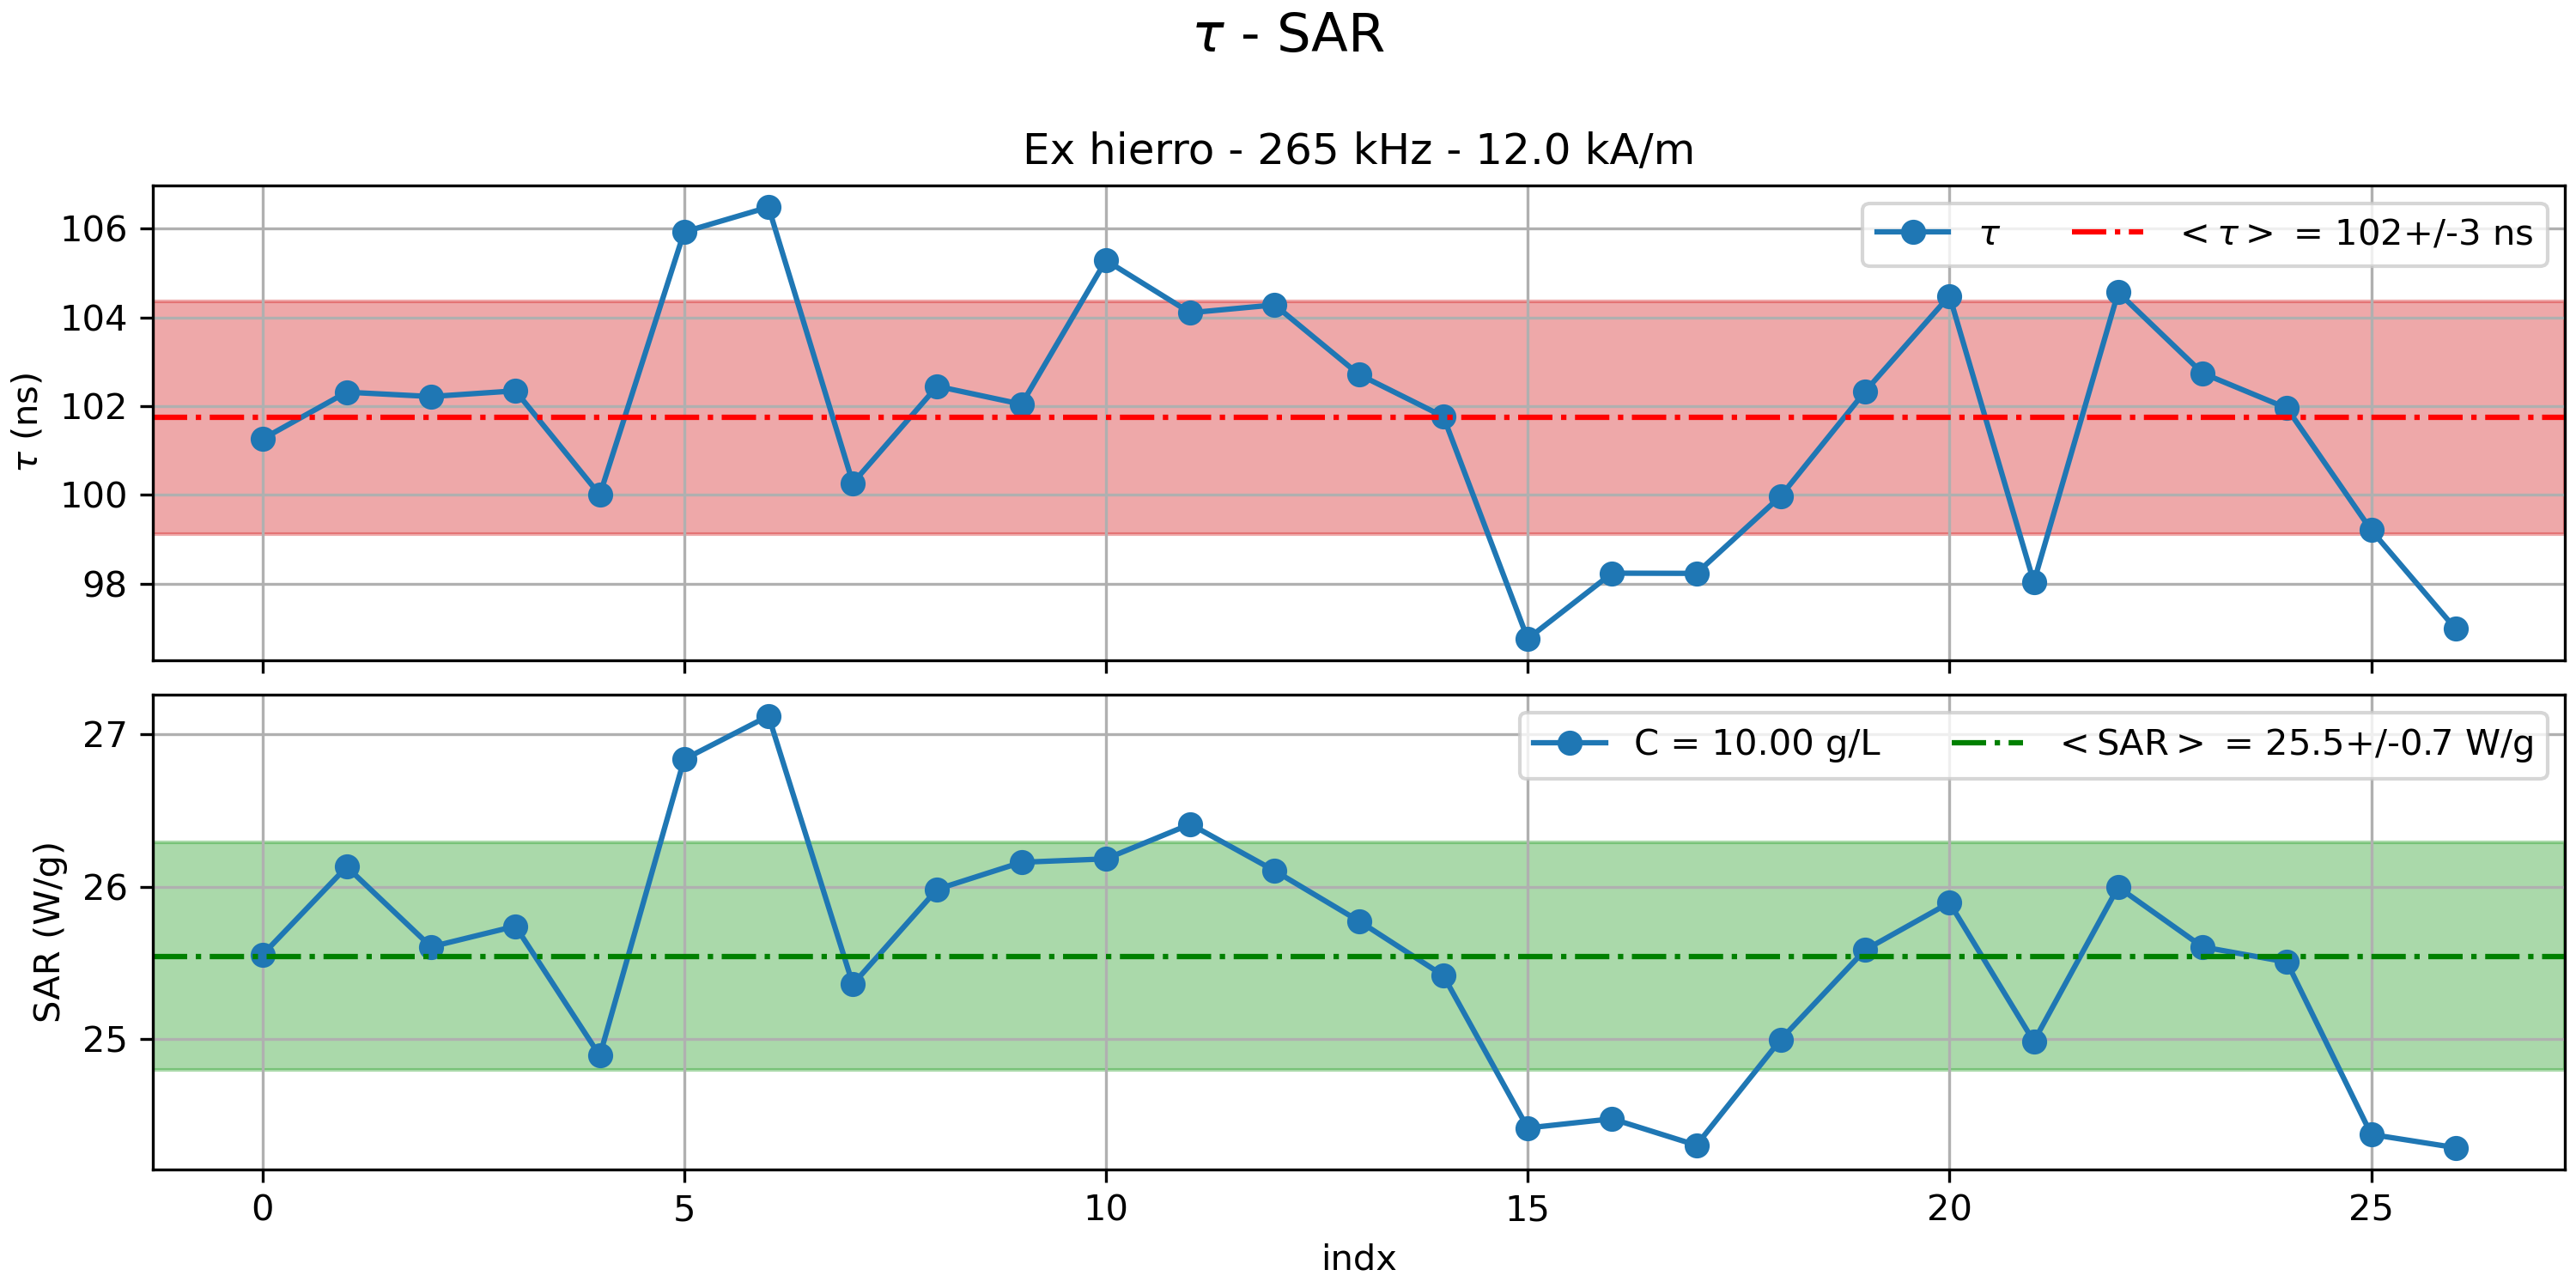 τ - SAR
Ex hierro - 265 kHz - 12.0 kA/m
τ (ns)
106
104
102
100
98
τ
<τ> = 102+/-3 ns
SAR (W/g)
27
26
25
C = 10.00 g/L
<SAR> = 25.5+/-0.7 W/g
0 5 10 15 20 25
indx